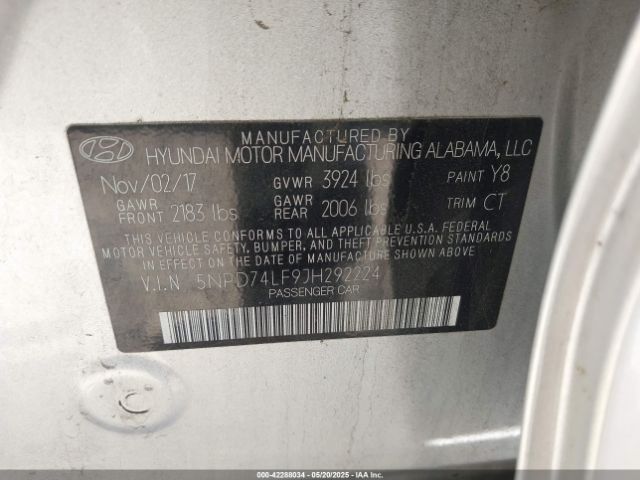 MANUFACTURED BY
HYUNDAI MOTOR MANUFACTURING ALABAMA, LLC
Nov/02/17 GVWR 3924 lbs PAINT Y8
GAWR FRONT 2183 lbs GAWR REAR 2006 lbs TRIM CT
THIS VEHICLE CONFORMS TO ALL APPLICABLE U.S.A. FEDERAL
MOTOR VEHICLE SAFETY, BUMPER, AND THEFT PREVENTION
STANDARDS IN EFFECT ON THE DATE OF MANUFACTURE SHOWN ABOVE.
V.I.N 5NPD74LF9JH292224
PASSENGER CAR
000-42288034 - 05/20/2025 - IAAI.COM